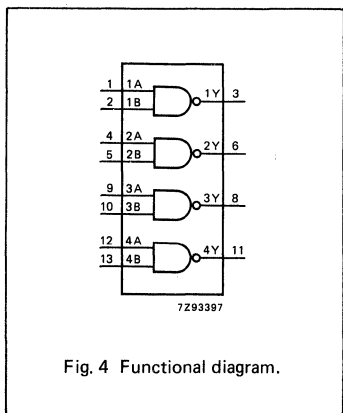 1 1A
2 1B 1Y 3
4 2A
5 2B 2Y 6
9 3A
10 3B 3Y 8
12 4A
13 4B 4Y 11
7Z93397
Fig. 4 Functional diagram.